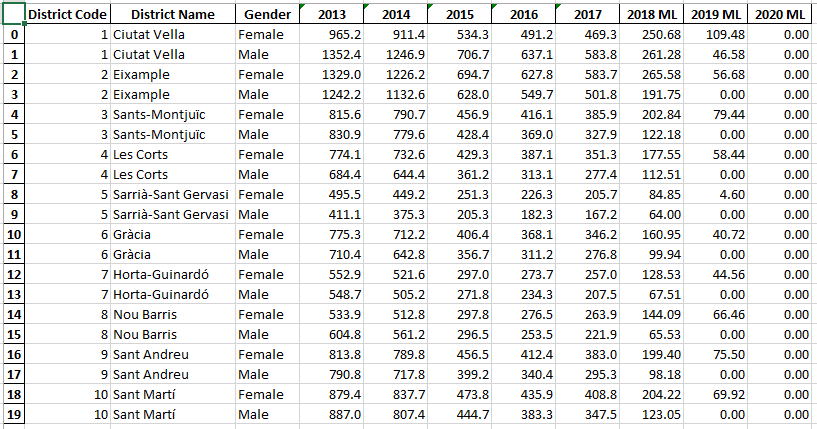 District Code District Name Gender 2013 2014 2015 2016 2017 2018 ML 2019 ML 2020 ML
0 1 Ciutat Vella Female 965.2 911.4 534.3 491.2 469.3 250.68 109.48 0.00
1 1 Ciutat Vella Male 1352.4 1246.9 706.7 637.1 583.8 261.28 46.58 0.00
2 2 Eixample Female 1329.0 1226.2 694.7 627.8 583.7 265.58 56.68 0.00
3 2 Eixample Male 1242.2 1132.6 628.0 549.7 501.8 191.75 0.00 0.00
4 3 Sants-Montjuïc Female 815.6 790.7 456.9 416.1 385.9 202.84 79.44 0.00
5 3 Sants-Montjuïc Male 830.9 779.6 428.4 369.0 327.9 122.18 0.00 0.00
6 4 Les Corts Female 774.1 732.6 429.3 387.1 351.3 177.55 58.44 0.00
7 4 Les Corts Male 684.4 644.4 361.2 313.1 277.4 112.51 0.00 0.00
8 5 Sarrià-Sant Gervasi Female 495.5 449.2 251.3 226.3 205.7 84.85 4.60 0.00
9 5 Sarrià-Sant Gervasi Male 411.1 375.3 205.3 182.3 167.2 64.00 0.00 0.00
10 6 Gràcia Female 775.3 712.2 406.4 368.1 346.2 160.95 40.72 0.00
11 6 Gràcia Male 710.4 642.8 356.7 311.2 276.8 99.94 0.00 0.00
12 7 Horta-Guinardó Female 552.9 521.6 297.0 273.7 257.0 128.53 44.56 0.00
13 7 Horta-Guinardó Male 548.7 505.2 271.8 234.3 207.5 67.51 0.00 0.00
14 8 Nou Barris Female 533.9 512.8 297.8 276.5 263.9 144.09 66.46 0.00
15 8 Nou Barris Male 604.8 561.2 296.5 253.5 221.9 65.53 0.00 0.00
16 9 Sant Andreu Female 813.8 789.8 456.5 412.4 383.0 199.40 75.50 0.00
17 9 Sant Andreu Male 790.8 717.8 399.2 340.4 295.3 98.18 0.00 0.00
18 10 Sant Martí Female 879.4 837.7 473.8 435.9 408.8 204.22 69.92 0.00
19 10 Sant Martí Male 887.0 807.4 444.7 383.3 347.5 123.05 0.00 0.00